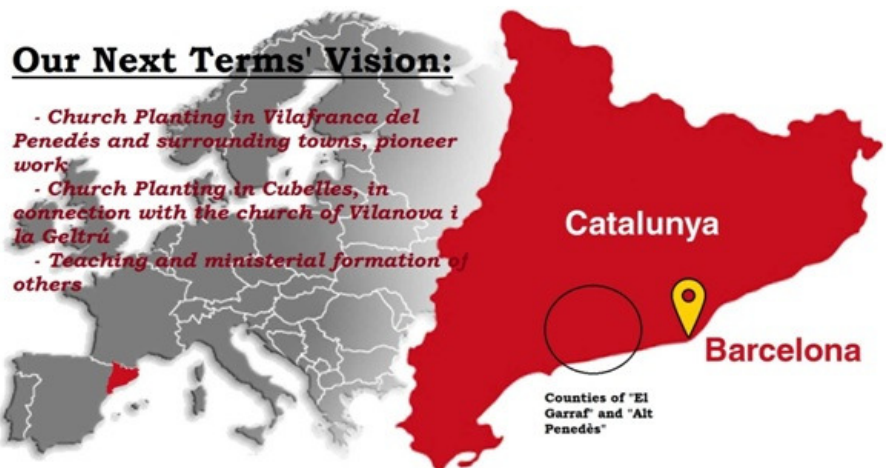 Our Next Terms' Vision:
- Church Planting in Vilafranca del
Penedés and surrounding towns, pioneer
work
- Church Planting in Cubelles, in
connection with the church of Vilanova i
la Geltrú
- Teaching and ministerial formation of
others
Catalunya
Barcelona
Counties of "El
Garraf" and "Alt
Penedès"